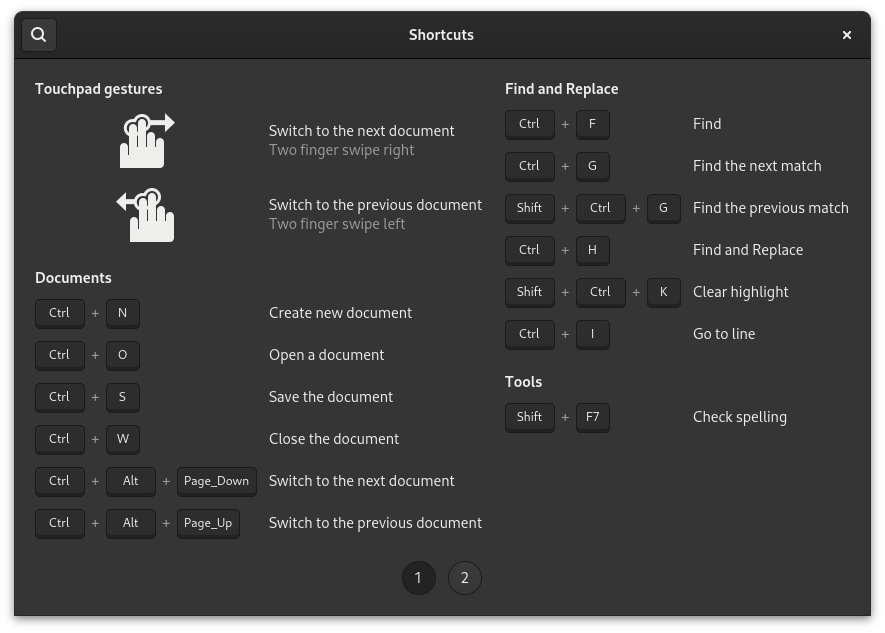 Shortcuts
Touchpad gestures
Switch to the next document
Two finger swipe right
Switch to the previous document
Two finger swipe left
Documents
Ctrl + N Create new document
Ctrl + O Open a document
Ctrl + S Save the document
Ctrl + W Close the document
Ctrl + Alt + Page_Down Switch to the next document
Ctrl + Alt + Page_Up Switch to the previous document
Find and Replace
Ctrl + F Find
Ctrl + G Find the next match
Shift + Ctrl + G Find the previous match
Ctrl + H Find and Replace
Shift + Ctrl + K Clear highlight
Ctrl + I Go to line
Tools
Shift + F7 Check spelling
1 2